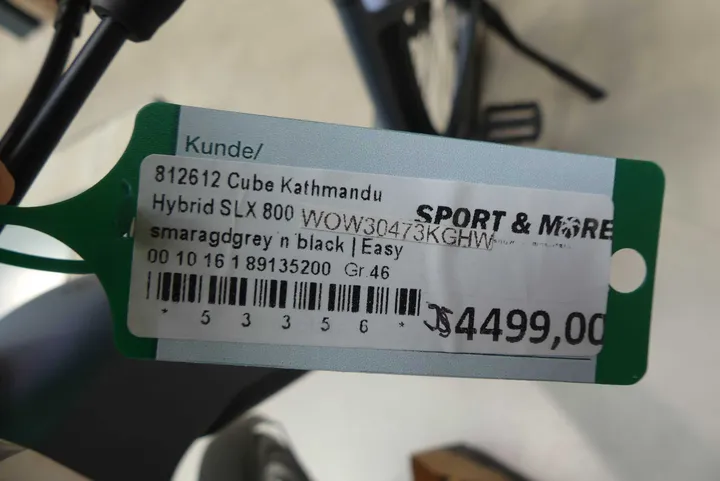 Kunde/
812612 Cube Kathmandu
Hybrid SLX 800 WOW30473KGHW SPORT & MORE
smaragdgrey n black | Easy
00 10 16 1 89135200 Gr.46
* 5 3 3 5 6 *
4499,00